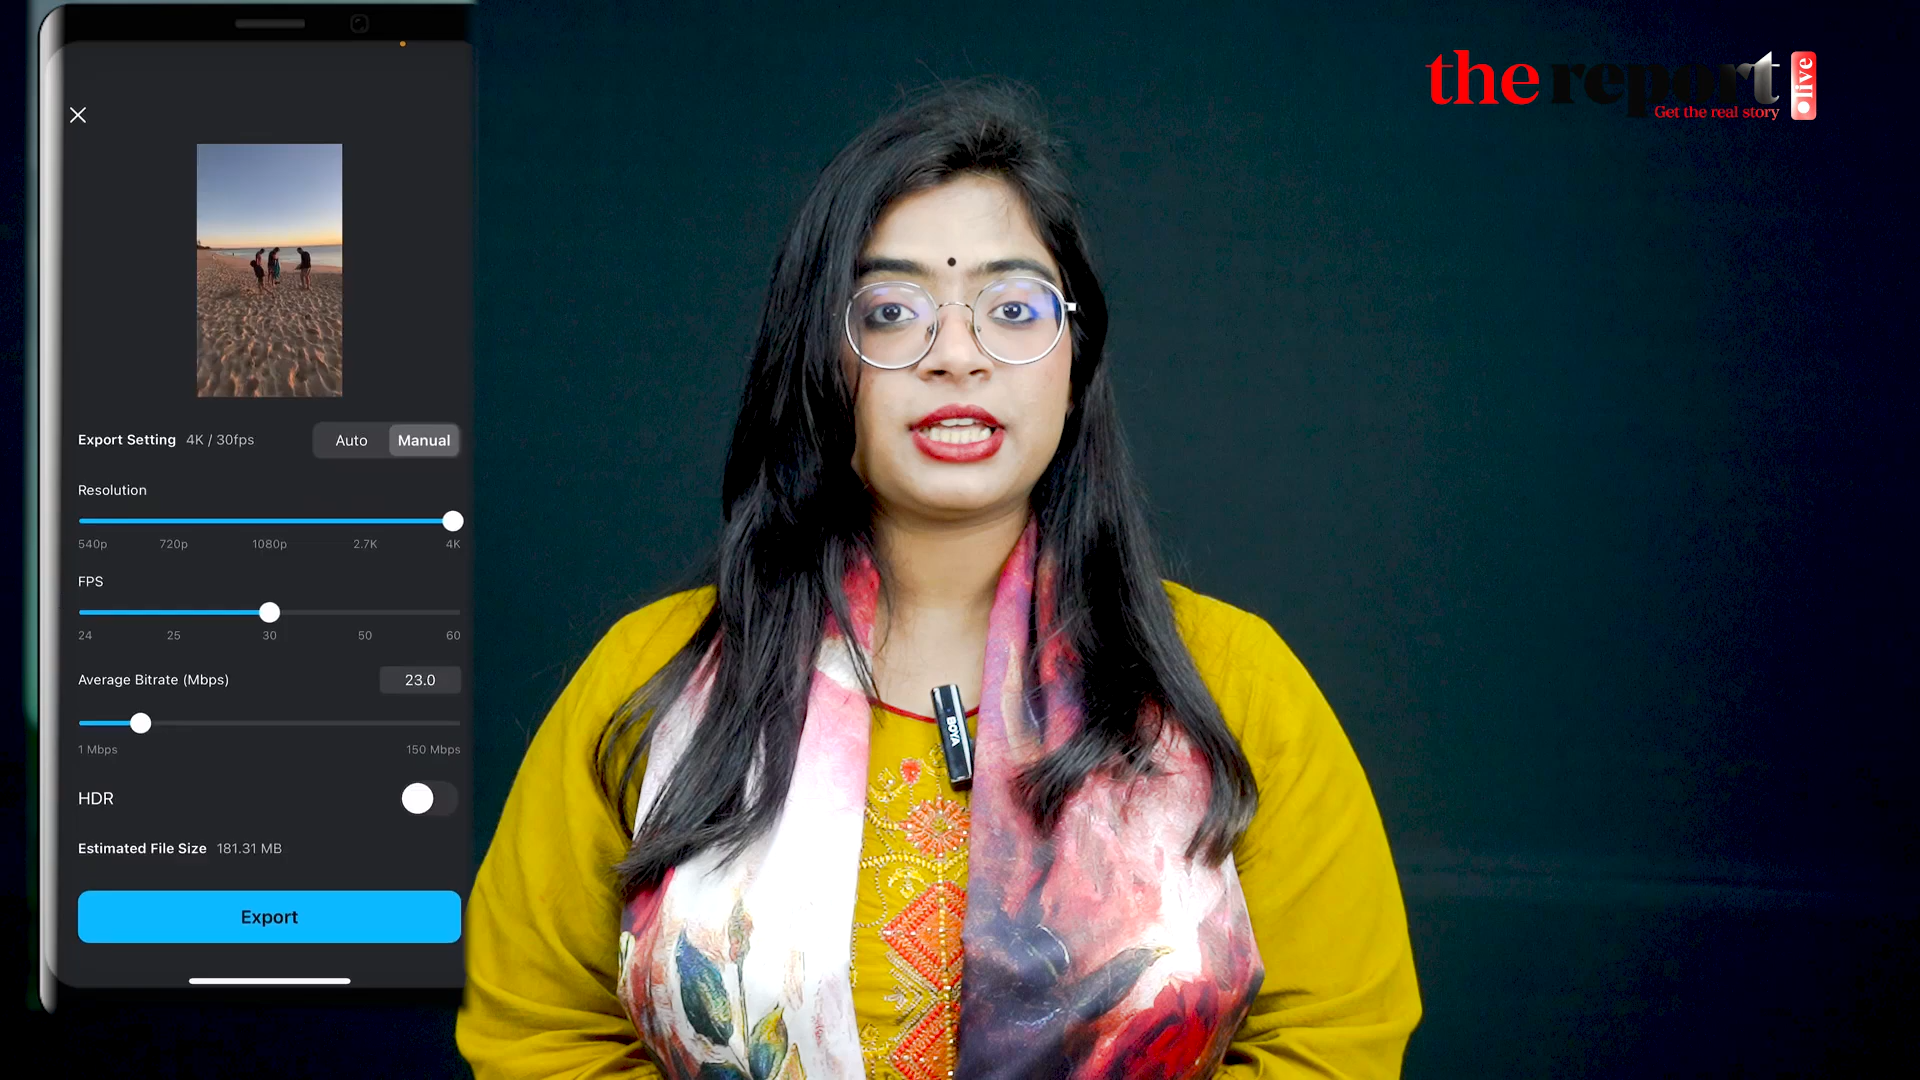 the report live
Get the real story
Export Setting 4K / 30fps Auto Manual
Resolution
540p 720p 1080p 2.7K 4K
FPS
24 25 30 50 60
Average Bitrate (Mbps) 23.0
1 Mbps 150 Mbps
HDR
Estimated File Size 181.31 MB
Export
BOYA